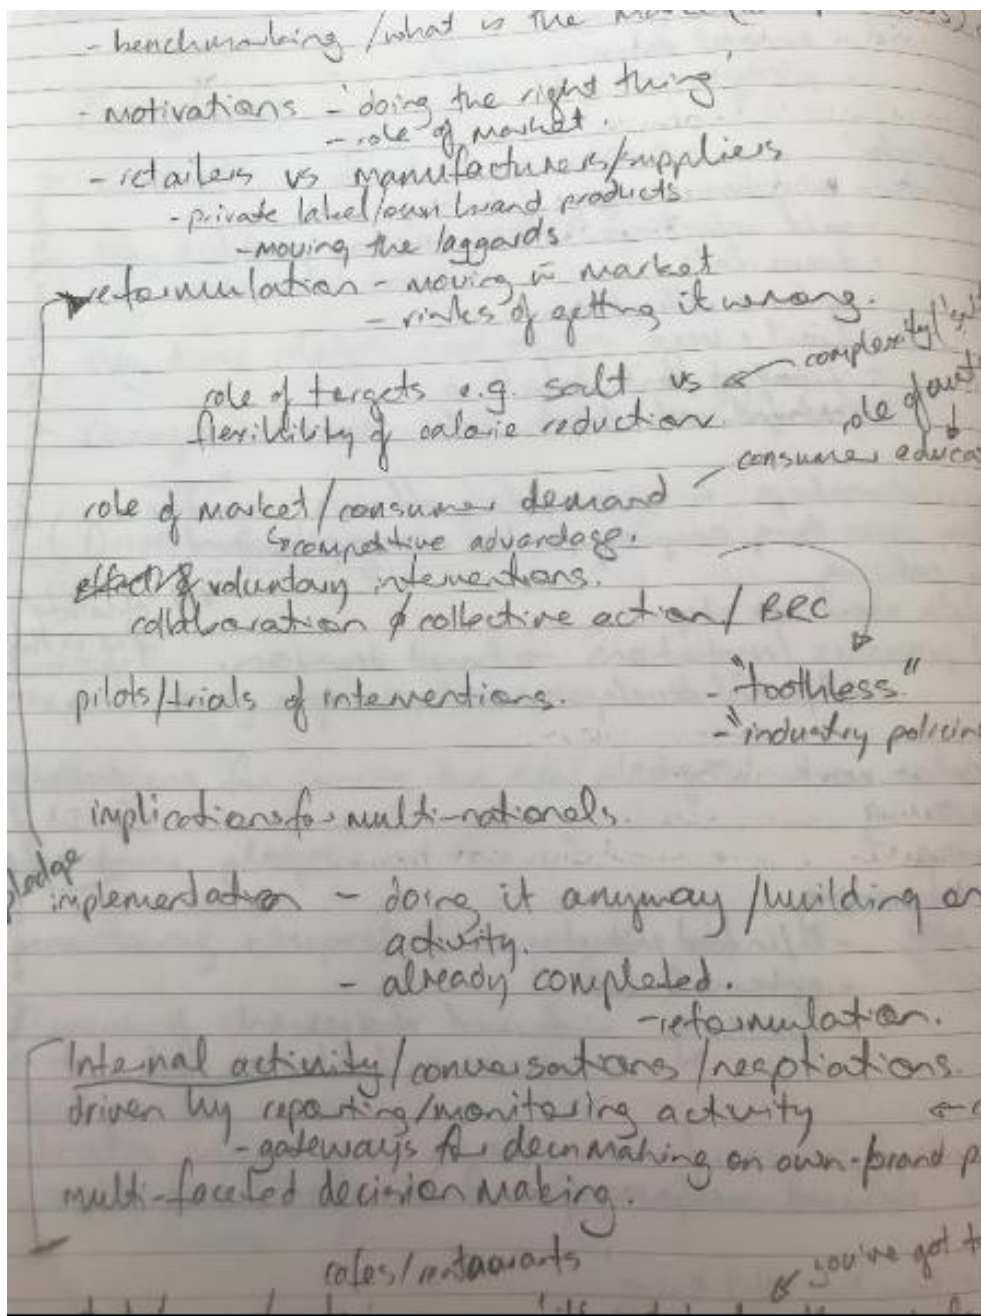 - benchmarking / what is the
- motivations - 'doing the right thing'
- role of market.
- retailers vs manufacturers/suppliers
- private label/own brand products
- moving the laggards
reformulation - moving in market
- risks of getting it wrong.
complexity
role of targets e.g. salt vs
role of
flexibility of calorie reduction.
consumer educa
role of market/consumer demand
↳ competitive advantage.
voluntary interventions.
collaboration & collective action / BRC
pilots/trials of interventions. - "toothless."
- "industry policin
implications for multi-nationals.
pledge
implementation - doing it anyway / building on
activity.
- already completed.
- reformulation.
Internal activity/conversations/negotiations.
driven by reporting/monitoring activity ←
- gateways for decn making on own-brand p
multi-faceted decision making.
you've got t
cafes/restaurants